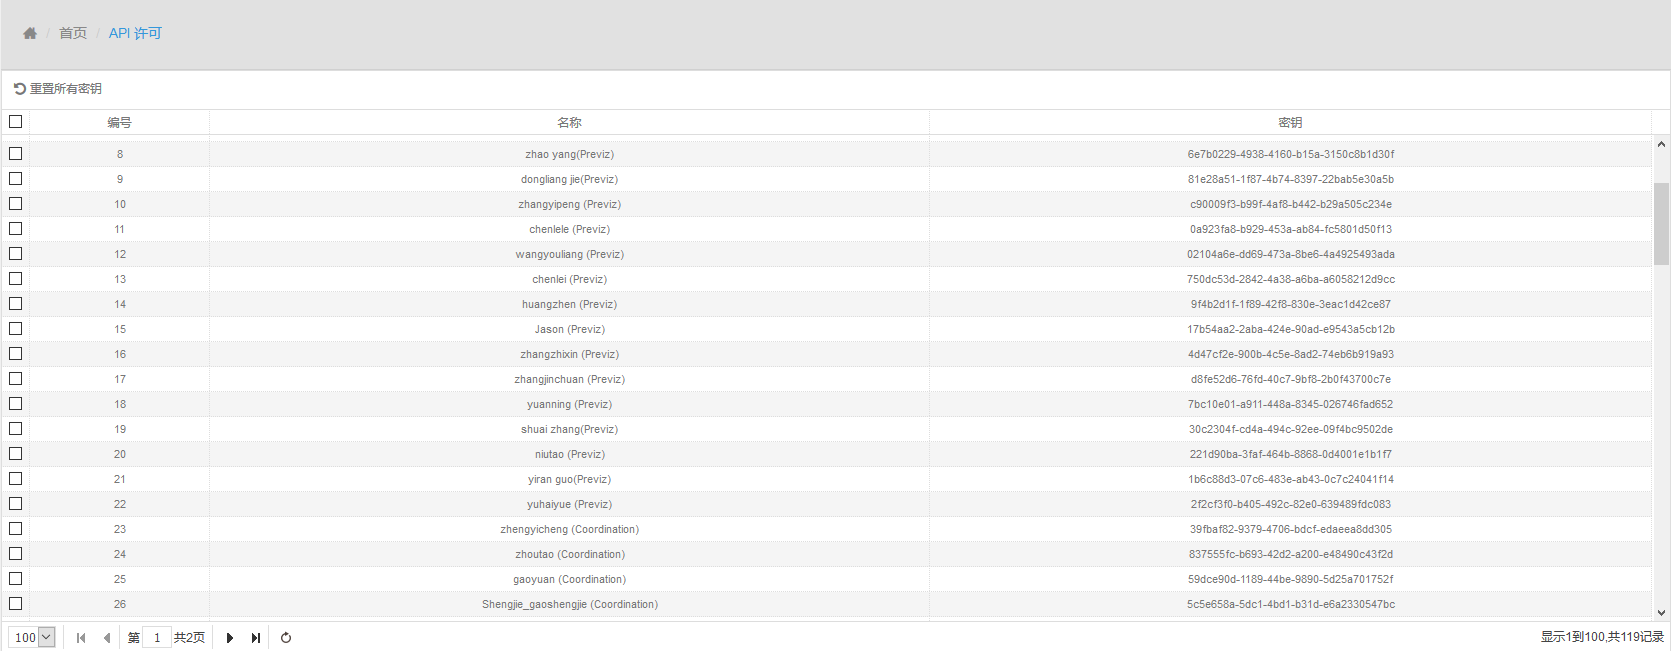 / 首页 / API 许可
重置所有密钥
编号 名称 密钥
8 zhao yang(Previz) 6e7b0229-4938-4160-b15a-3150c8b1d30f
9 dongliang jie(Previz) 81e28a51-1f87-4b74-8397-22bab5e30a5b
10 zhangyipeng (Previz) c90009f3-b99f-4af8-b442-b29a505c234e
11 chenlele (Previz) 0a923fa8-b929-453a-ab84-fc5801d50f13
12 wangyouliang (Previz) 02104a6e-dd69-473a-8be6-4a4925493ada
13 chenlei (Previz) 750dc53d-2842-4a38-a6ba-a6058212d9cc
14 huangzhen (Previz) 9f4b2d1f-1f89-42f8-830e-3eac1d42ce87
15 Jason (Previz) 17b54aa2-2aba-424e-90ad-e9543a5cb12b
16 zhangzhixin (Previz) 4d47cf2e-900b-4c5e-8ad2-74eb6b919a93
17 zhangjinchuan (Previz) d8fe52d6-76fd-40c7-9bf8-2b0f43700c7e
18 yuanning (Previz) 7bc10e01-a911-448a-8345-026746fad652
19 shuai zhang(Previz) 30c2304f-cd4a-494c-92ee-09f4bc9502de
20 niutao (Previz) 221d90ba-3faf-464b-8868-0d4001e1b1f7
21 yiran guo(Previz) 1b6c88d3-07c6-483e-ab43-0c7c24041f14
22 yuhaiyue (Previz) 2f2cf3f0-b405-492c-82e0-639489fdc083
23 zhengyicheng (Coordination) 39fbaf82-9379-4706-bdcf-edaeea8dd305
24 zhoutao (Coordination) 837555fc-b693-42d2-a200-e48490c43f2d
25 gaoyuan (Coordination) 59dce90d-1189-44be-9890-5d25a701752f
26 Shengjie_gaoshengjie (Coordination) 5c5e658a-5dc1-4bd1-b31d-e6a2330547bc
100 第 1 共2页 显示1到100,共119记录